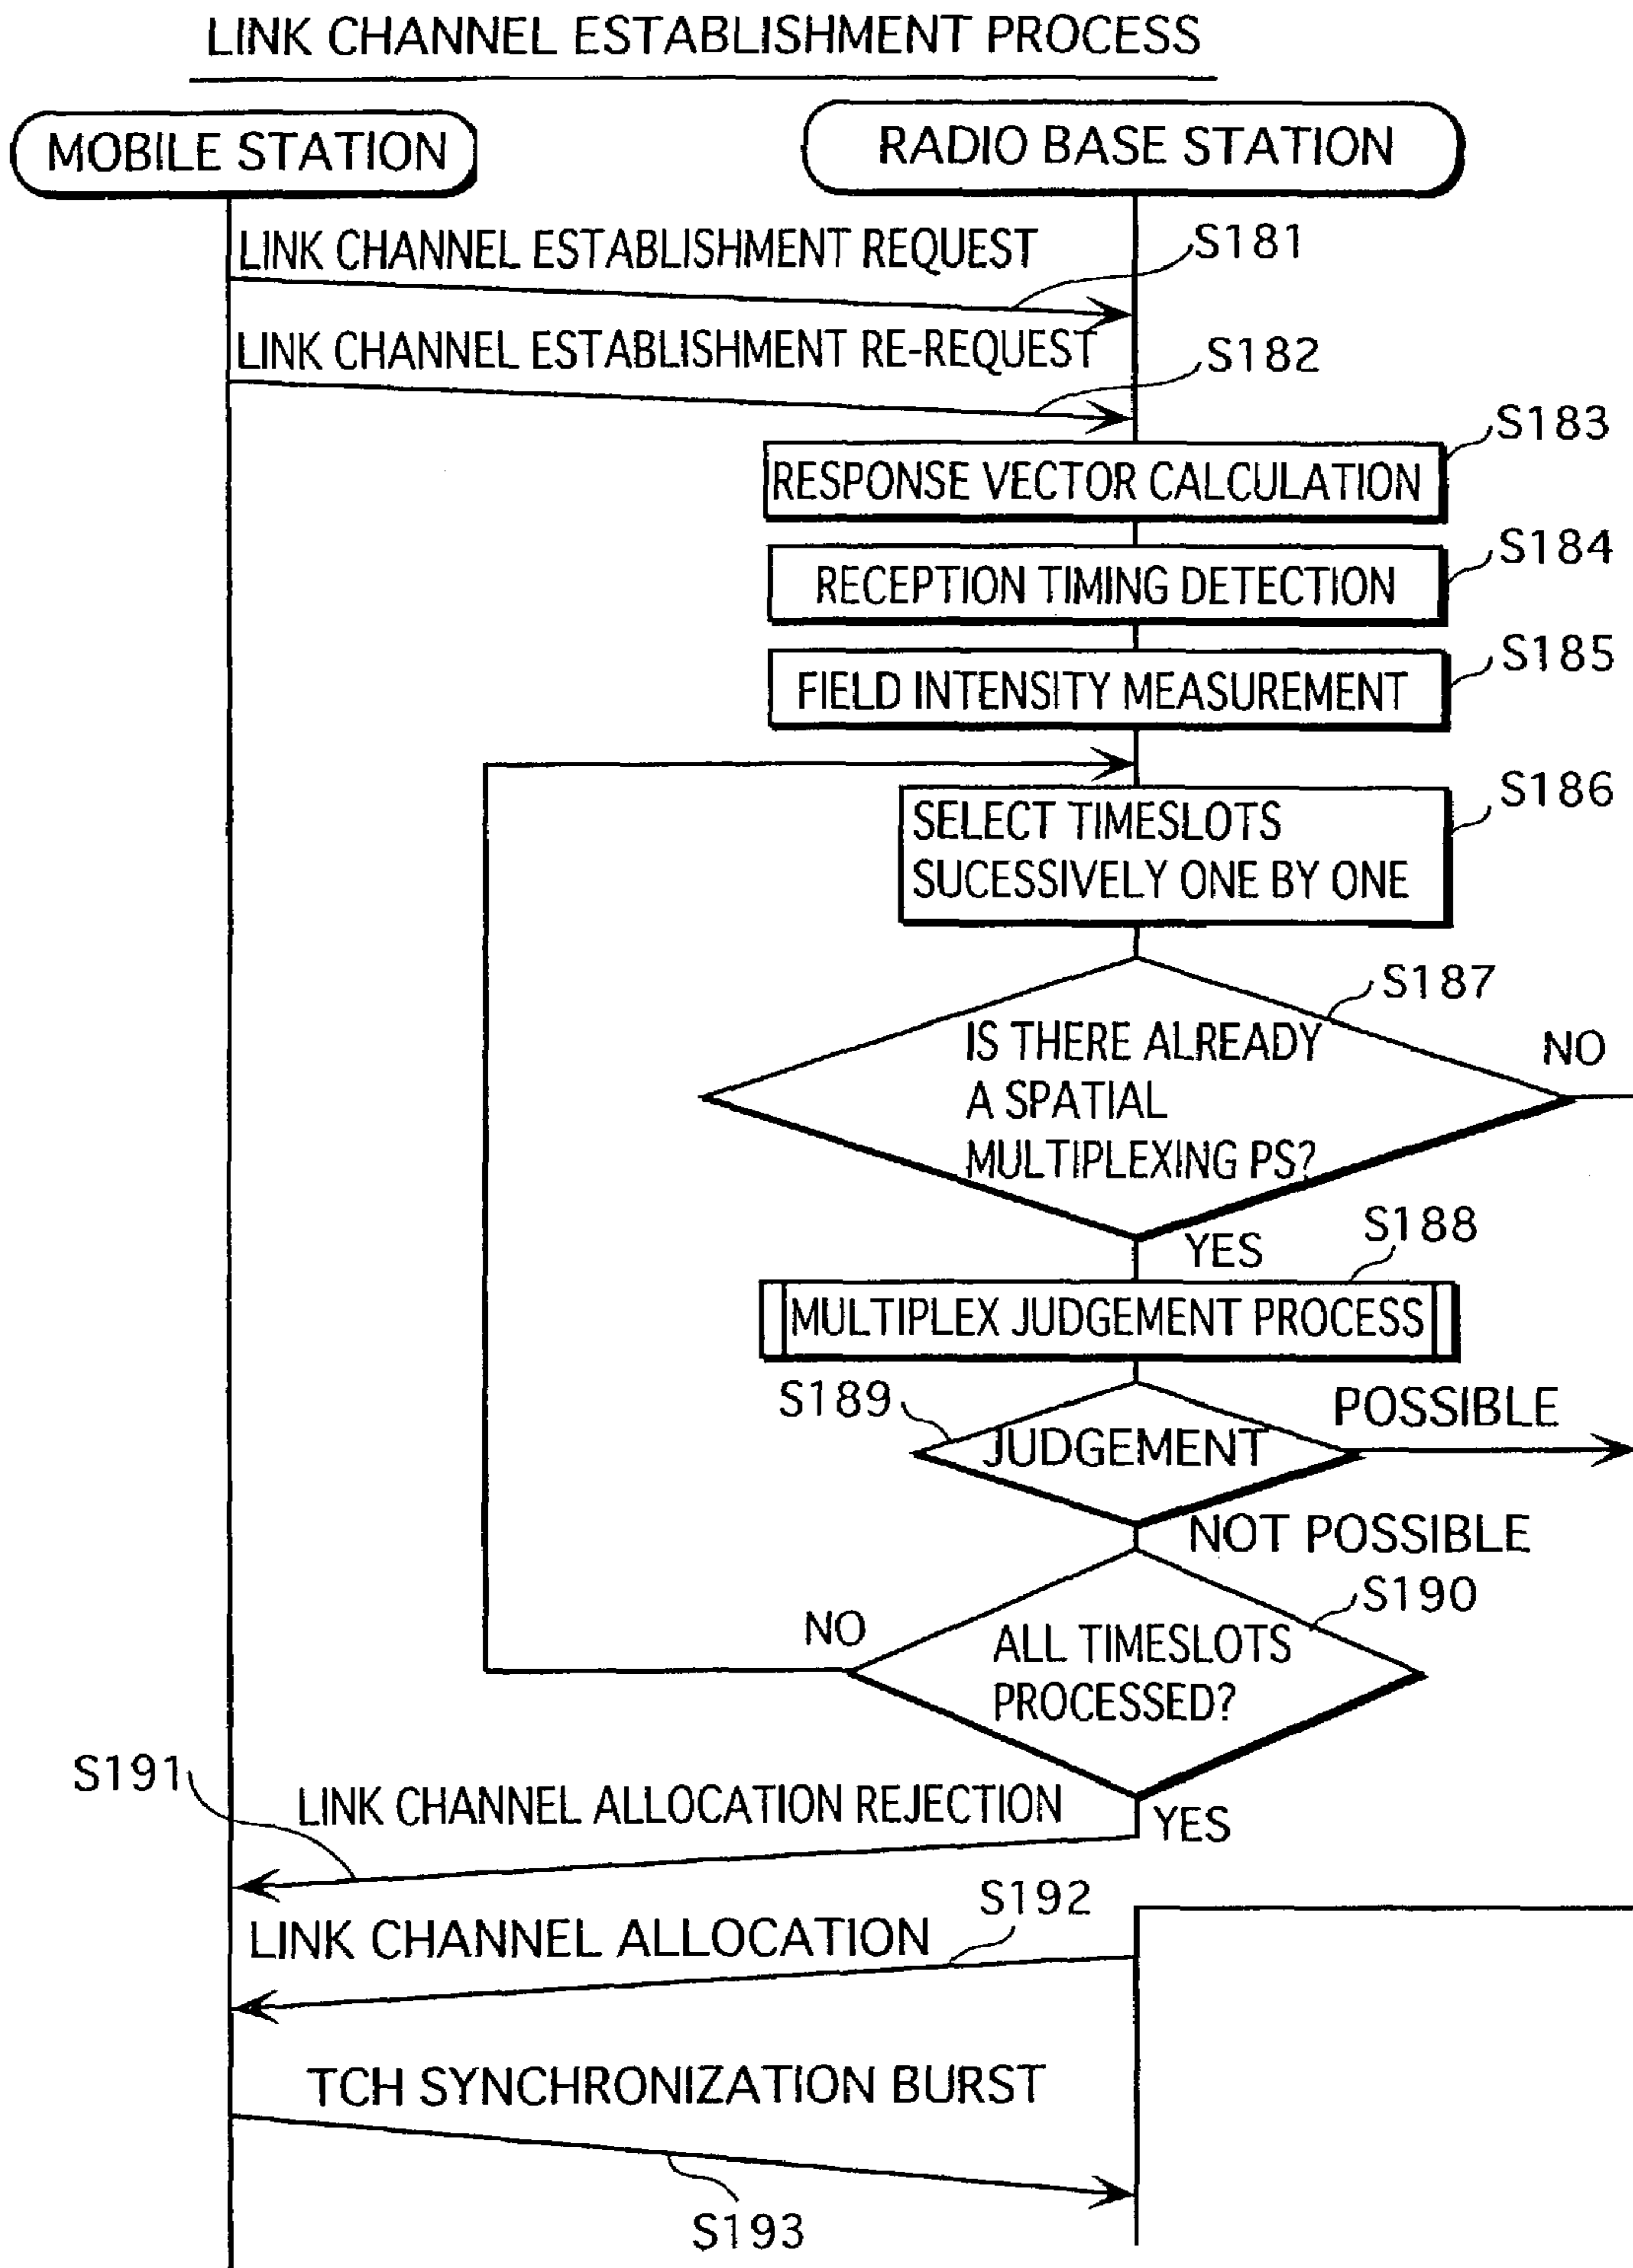 LINK CHANNEL ESTABLISHMENT PROCESS
MOBILE STATION
RADIO BASE STATION
LINK CHANNEL ESTABLISHMENT REQUEST
S181
LINK CHANNEL ESTABLISHMENT RE-REQUEST
S182
S183
RESPONSE VECTOR CALCULATION
S184
RECEPTION TIMING DETECTION
S185
FIELD INTENSITY MEASUREMENT
S186
SELECT TIMESLOTS
SUCESSIVELY ONE BY ONE
S187
IS THERE ALREADY
A SPATIAL
MULTIPLEXING PS?
NO
YES
S188
MULTIPLEX JUDGEMENT PROCESS
S189
JUDGEMENT
POSSIBLE
NOT POSSIBLE
S190
NO
ALL TIMESLOTS
PROCESSED?
S191
LINK CHANNEL ALLOCATION REJECTION
YES
S192
LINK CHANNEL ALLOCATION
TCH SYNCHRONIZATION BURST
S193